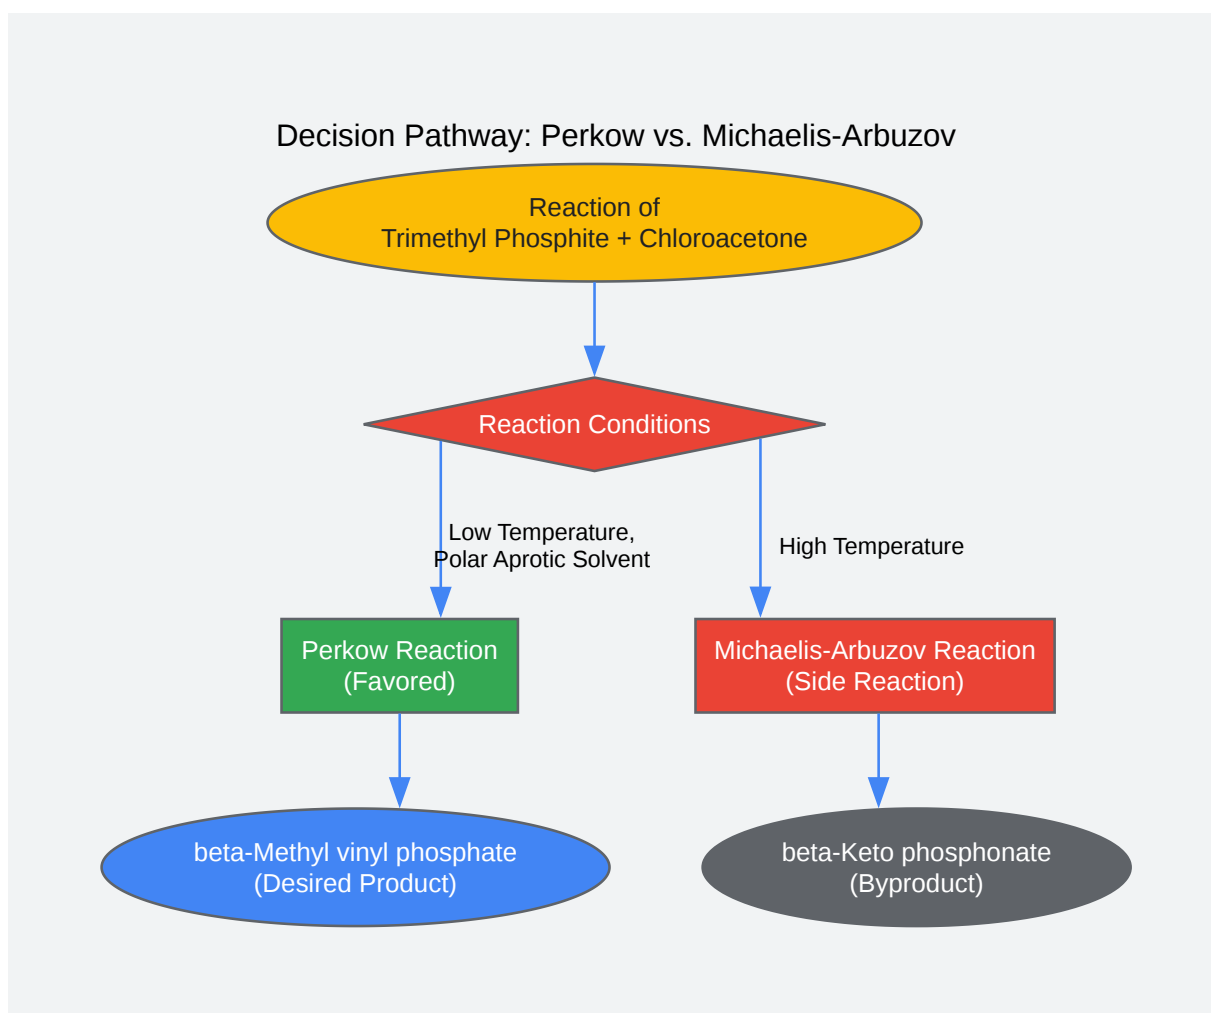 Decision Pathway: Perkow vs. Michaelis-Arbuzov
Reaction of
Trimethyl Phosphite + Chloroacetone
Reaction Conditions
Low Temperature,
Polar Aprotic Solvent
High Temperature
Perkow Reaction
(Favored)
Michaelis-Arbuzov Reaction
(Side Reaction)
beta-Methyl vinyl phosphate
(Desired Product)
beta-Keto phosphonate
(Byproduct)